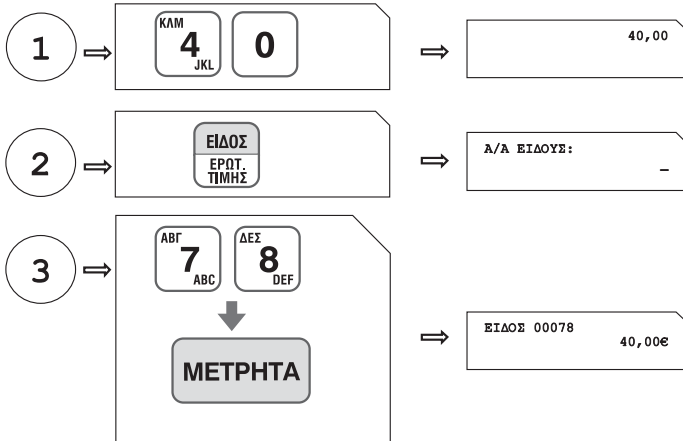 1
ΚΛΜ
4
JKL
0
40,00
2
ΕΙΔΟΣ
ΕΡΩΤ.
ΤΙΜΗΣ
Α/Α ΕΙΔΟΥΣ:
_
3
ΑΒΓ
7
ABC
ΔΕΣ
8
DEF
ΜΕΤΡΗΤΑ
ΕΙΔΟΣ 00078
40,00€